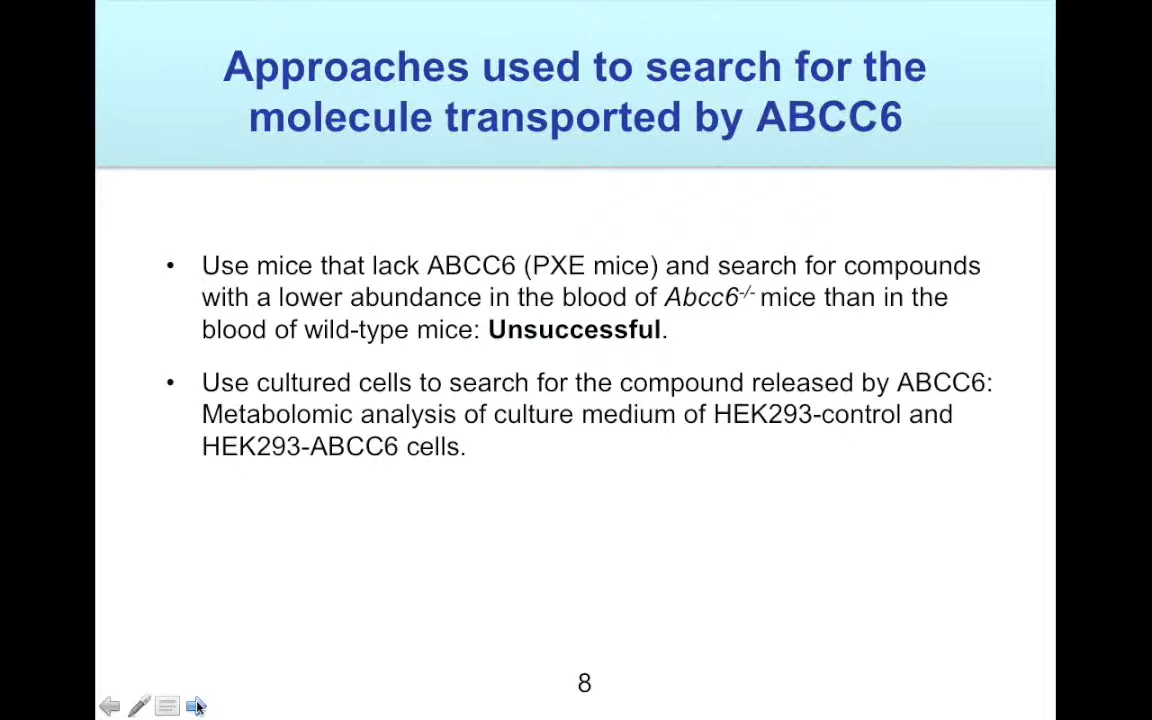 Approaches used to search for the
molecule transported by ABCC6
• Use mice that lack ABCC6 (PXE mice) and search for compounds
with a lower abundance in the blood of Abcc6-/- mice than in the
blood of wild-type mice: Unsuccessful.
• Use cultured cells to search for the compound released by ABCC6:
Metabolomic analysis of culture medium of HEK293-control and
HEK293-ABCC6 cells.
8